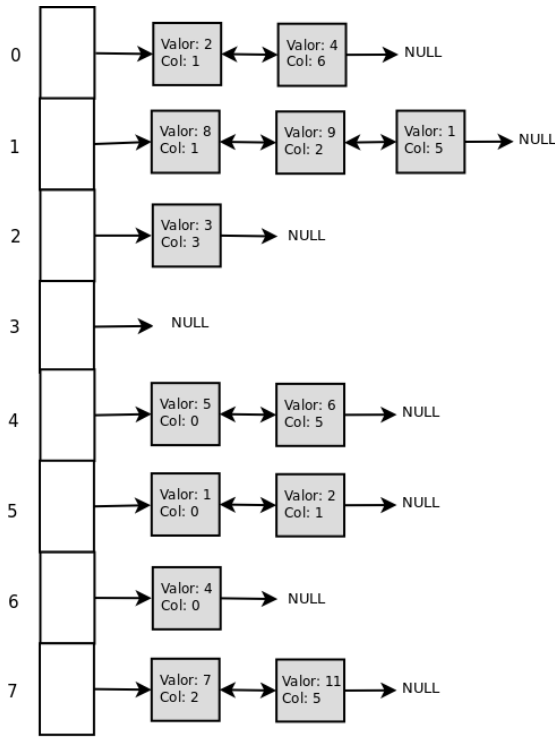 0
Valor: 2
Col: 1
Valor: 4
Col: 6
NULL
1
Valor: 8
Col: 1
Valor: 9
Col: 2
Valor: 1
Col: 5
NULL
2
Valor: 3
Col: 3
NULL
3
NULL
4
Valor: 5
Col: 0
Valor: 6
Col: 5
NULL
5
Valor: 1
Col: 0
Valor: 2
Col: 1
NULL
6
Valor: 4
Col: 0
NULL
7
Valor: 7
Col: 2
Valor: 11
Col: 5
NULL